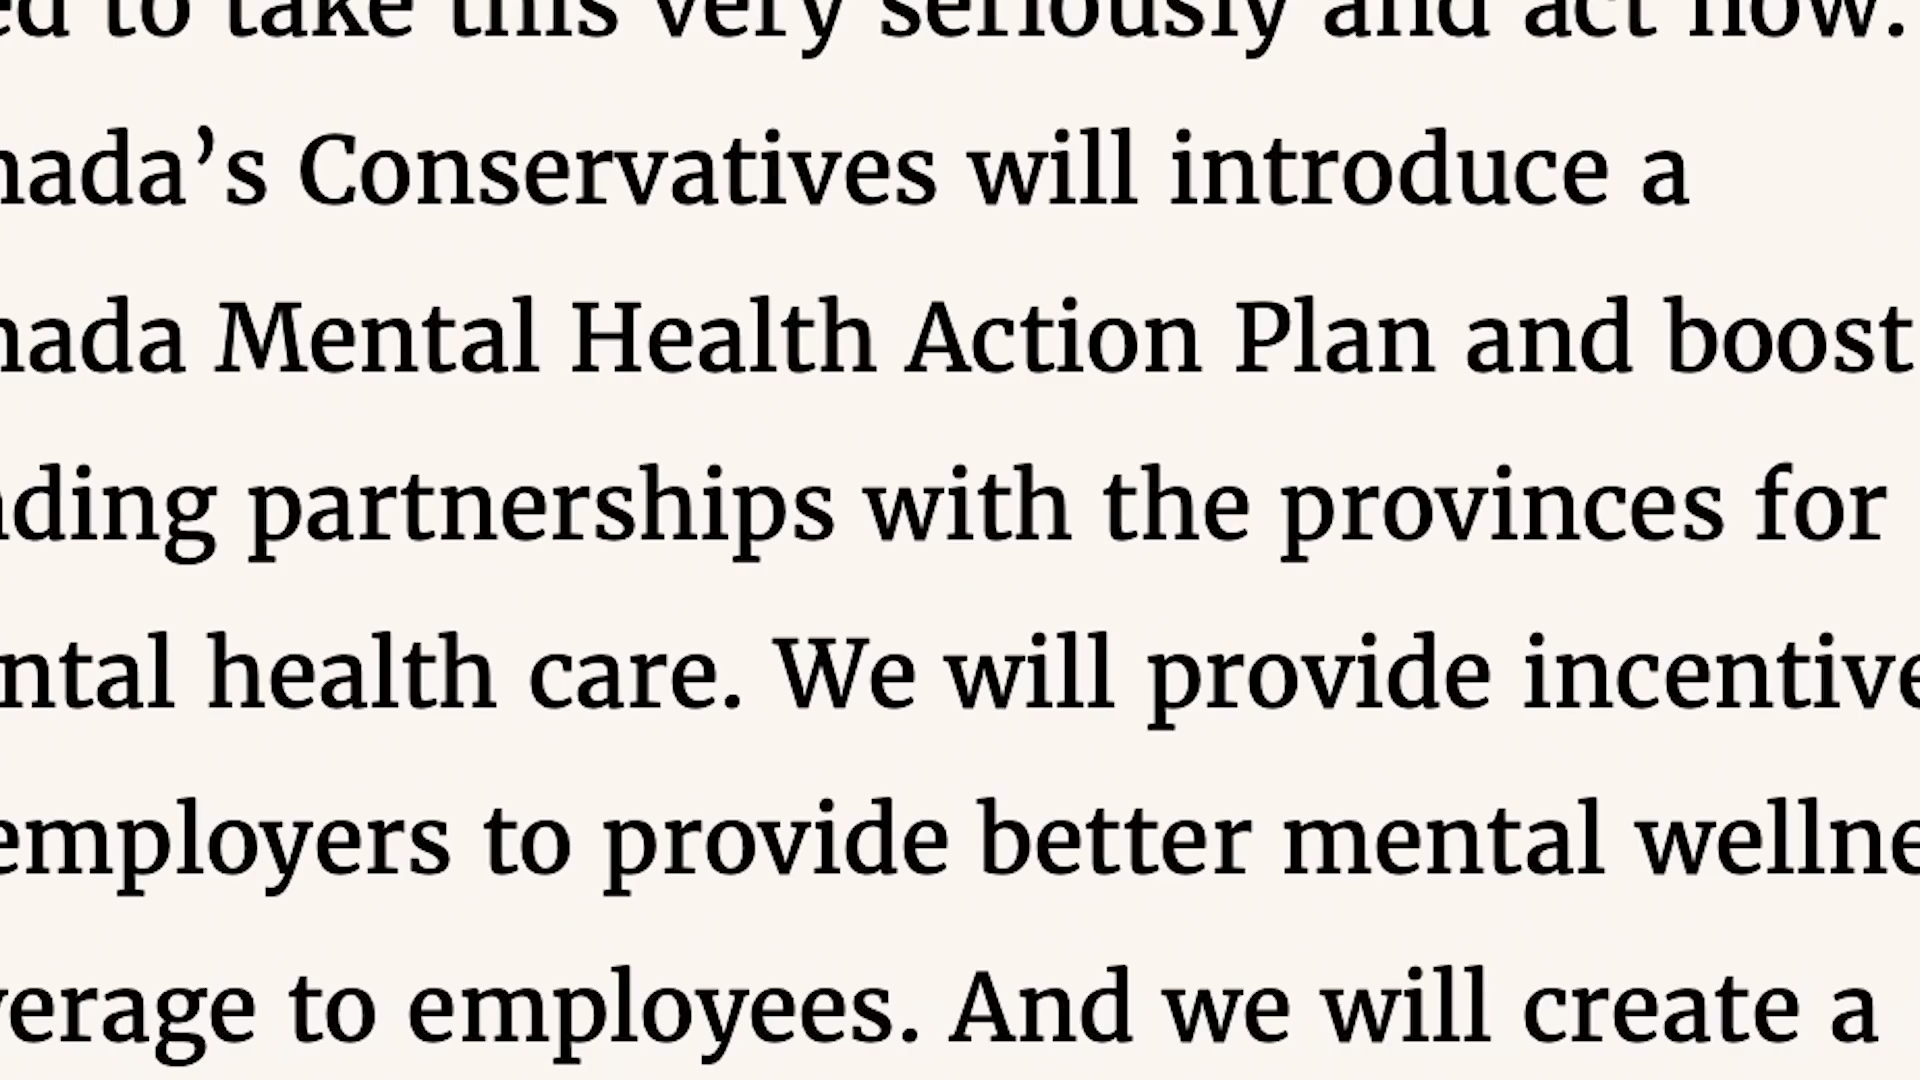 ed to take this very seriously and act now.
nada’s Conservatives will introduce a
nada Mental Health Action Plan and boost
nding partnerships with the provinces for
ntal health care. We will provide incentive
employers to provide better mental wellne
verage to employees. And we will create a